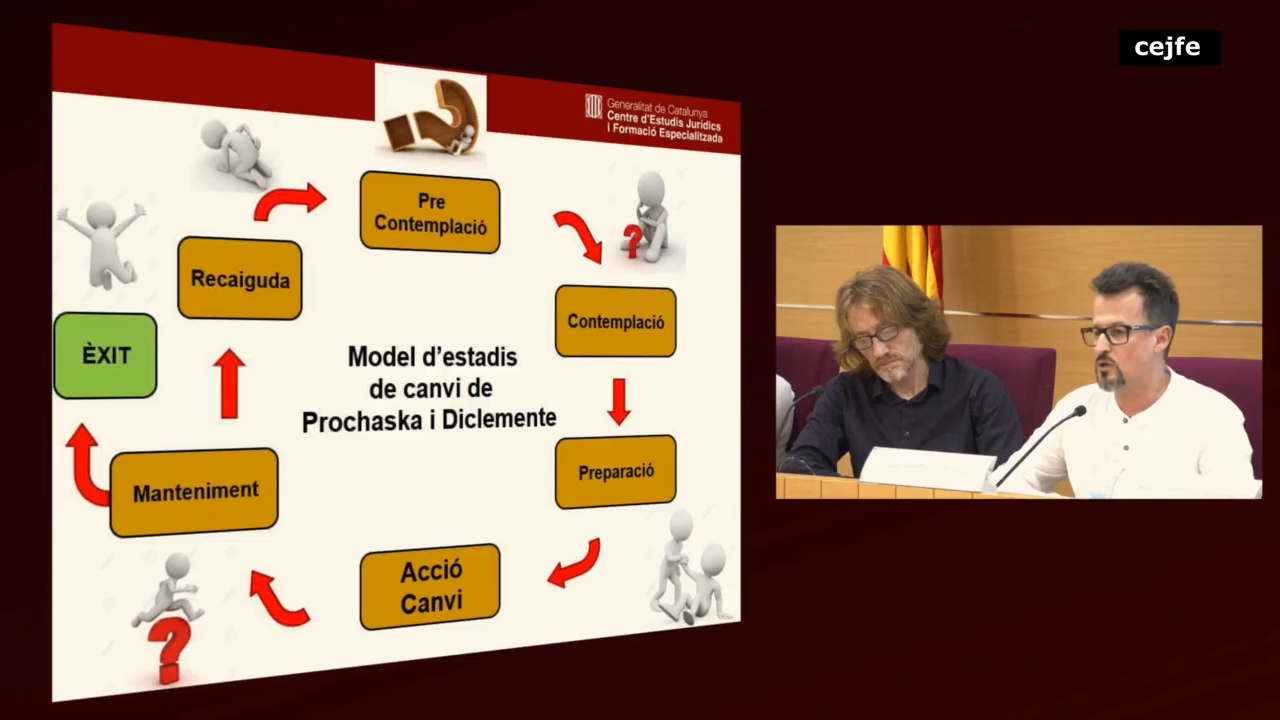 cejfe
Generalitat de Catalunya
Centre d'Estudis Jurídics
i Formació Especialitzada
Pre
Contemplació
Recaiguda
Contemplació
ÈXIT
Model d'estadis
de canvi de
Prochaska i Diclemente
Manteniment
Preparació
Acció
Canvi